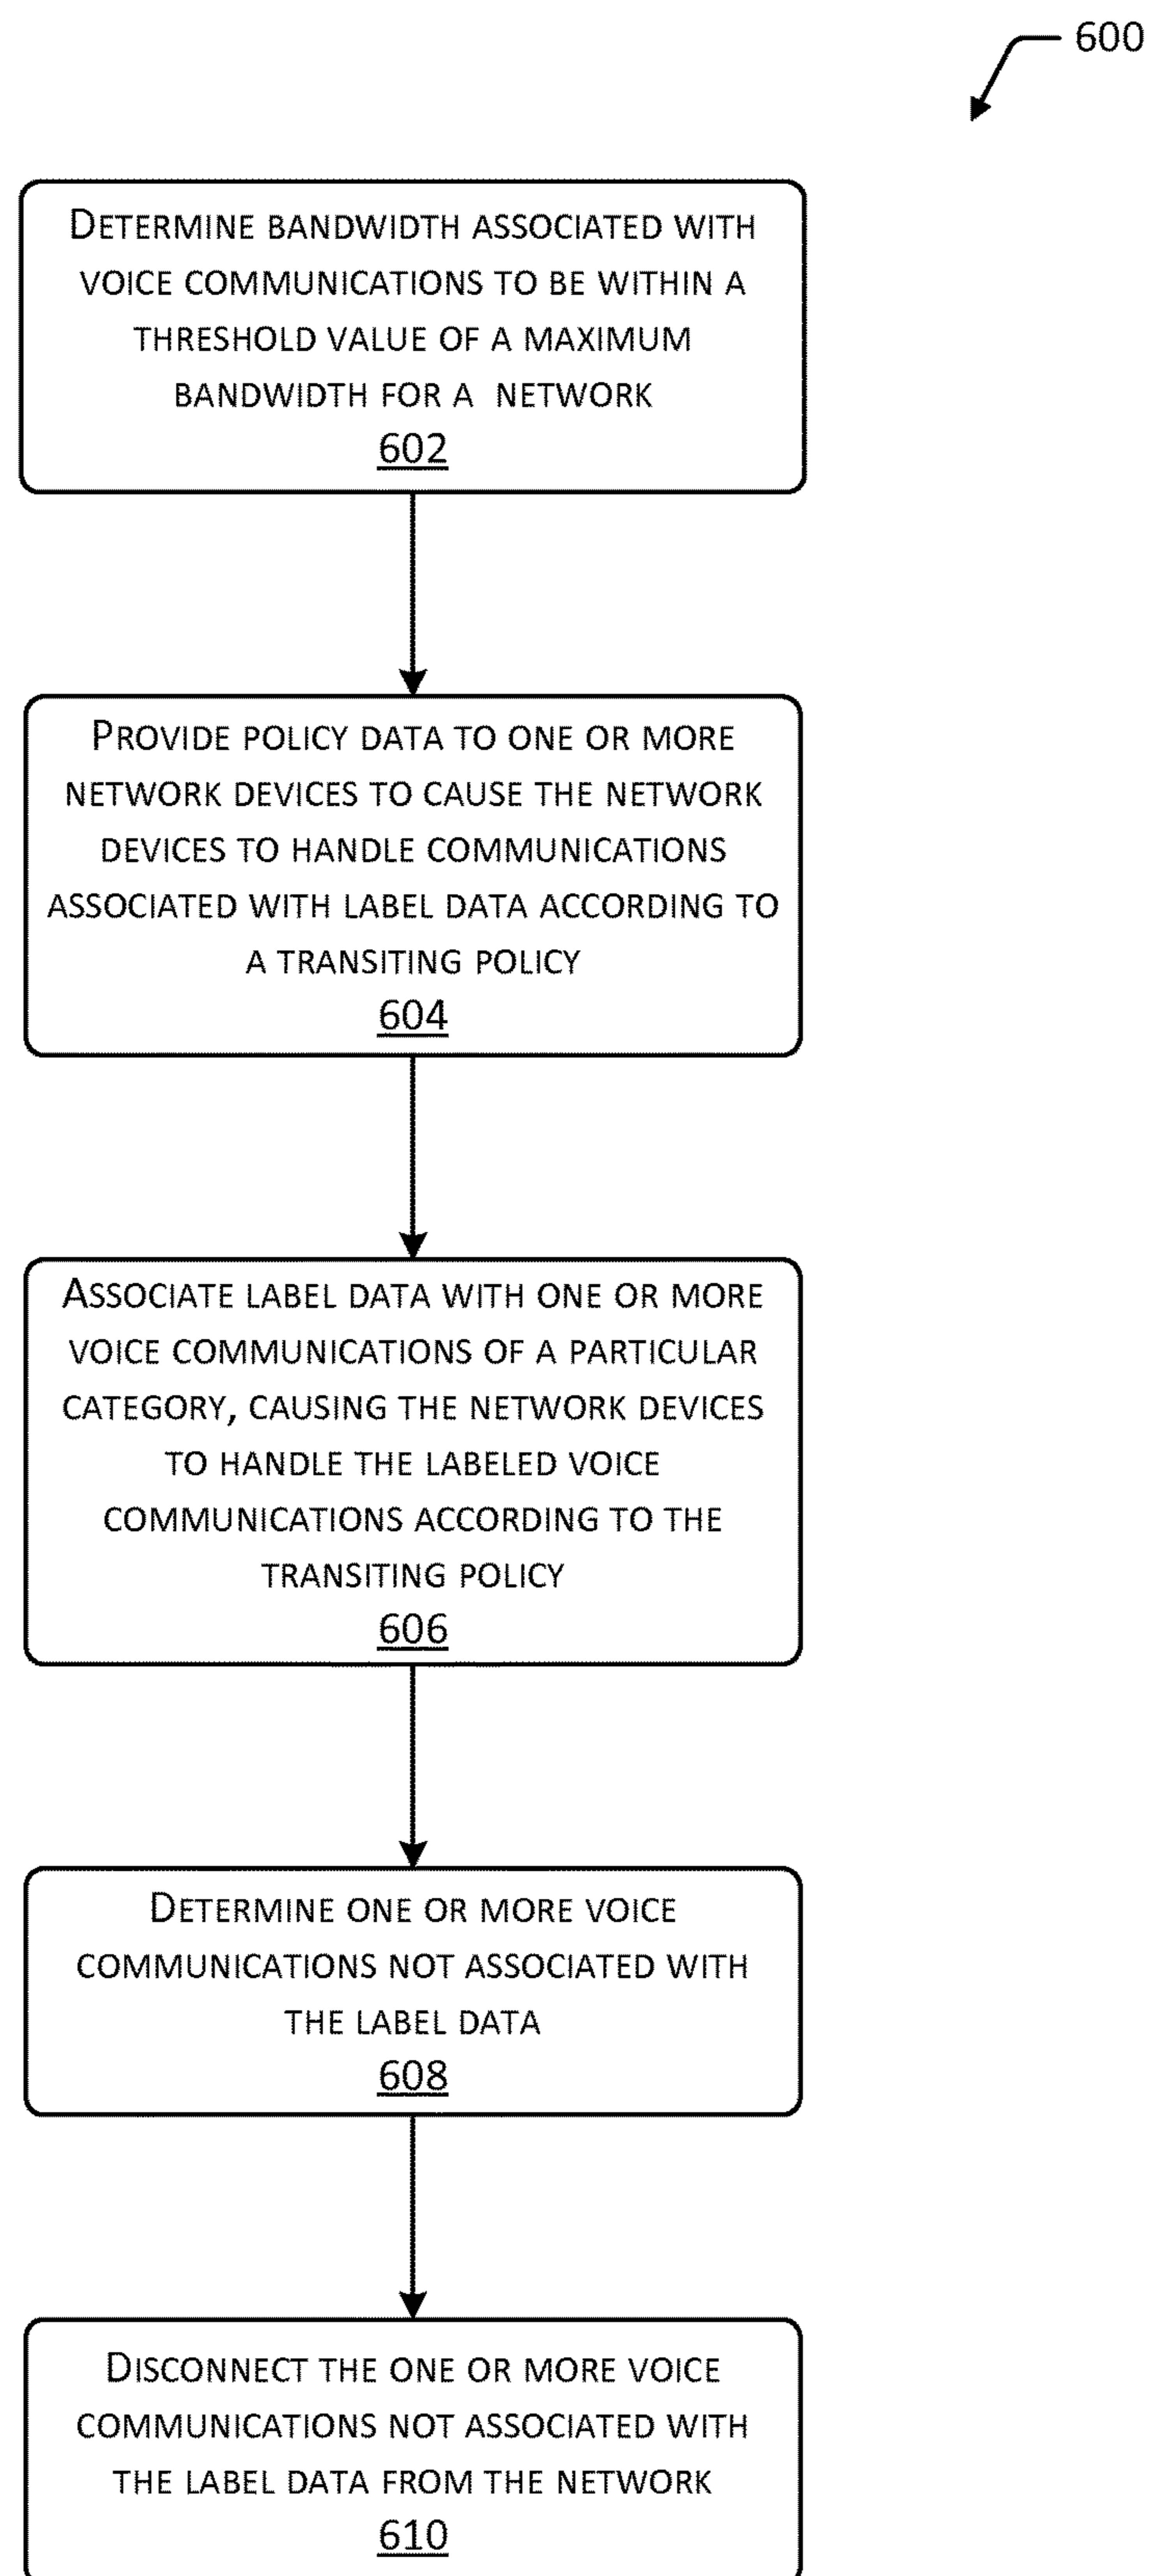 600
DETERMINE BANDWIDTH ASSOCIATED WITH
VOICE COMMUNICATIONS TO BE WITHIN A
THRESHOLD VALUE OF A MAXIMUM
BANDWIDTH FOR A NETWORK
602
PROVIDE POLICY DATA TO ONE OR MORE
NETWORK DEVICES TO CAUSE THE NETWORK
DEVICES TO HANDLE COMMUNICATIONS
ASSOCIATED WITH LABEL DATA ACCORDING TO
A TRANSITING POLICY
604
ASSOCIATE LABEL DATA WITH ONE OR MORE
VOICE COMMUNICATIONS OF A PARTICULAR
CATEGORY, CAUSING THE NETWORK DEVICES
TO HANDLE THE LABELED VOICE
COMMUNICATIONS ACCORDING TO THE
TRANSITING POLICY
606
DETERMINE ONE OR MORE VOICE
COMMUNICATIONS NOT ASSOCIATED WITH
THE LABEL DATA
608
DISCONNECT THE ONE OR MORE VOICE
COMMUNICATIONS NOT ASSOCIATED WITH
THE LABEL DATA FROM THE NETWORK
610